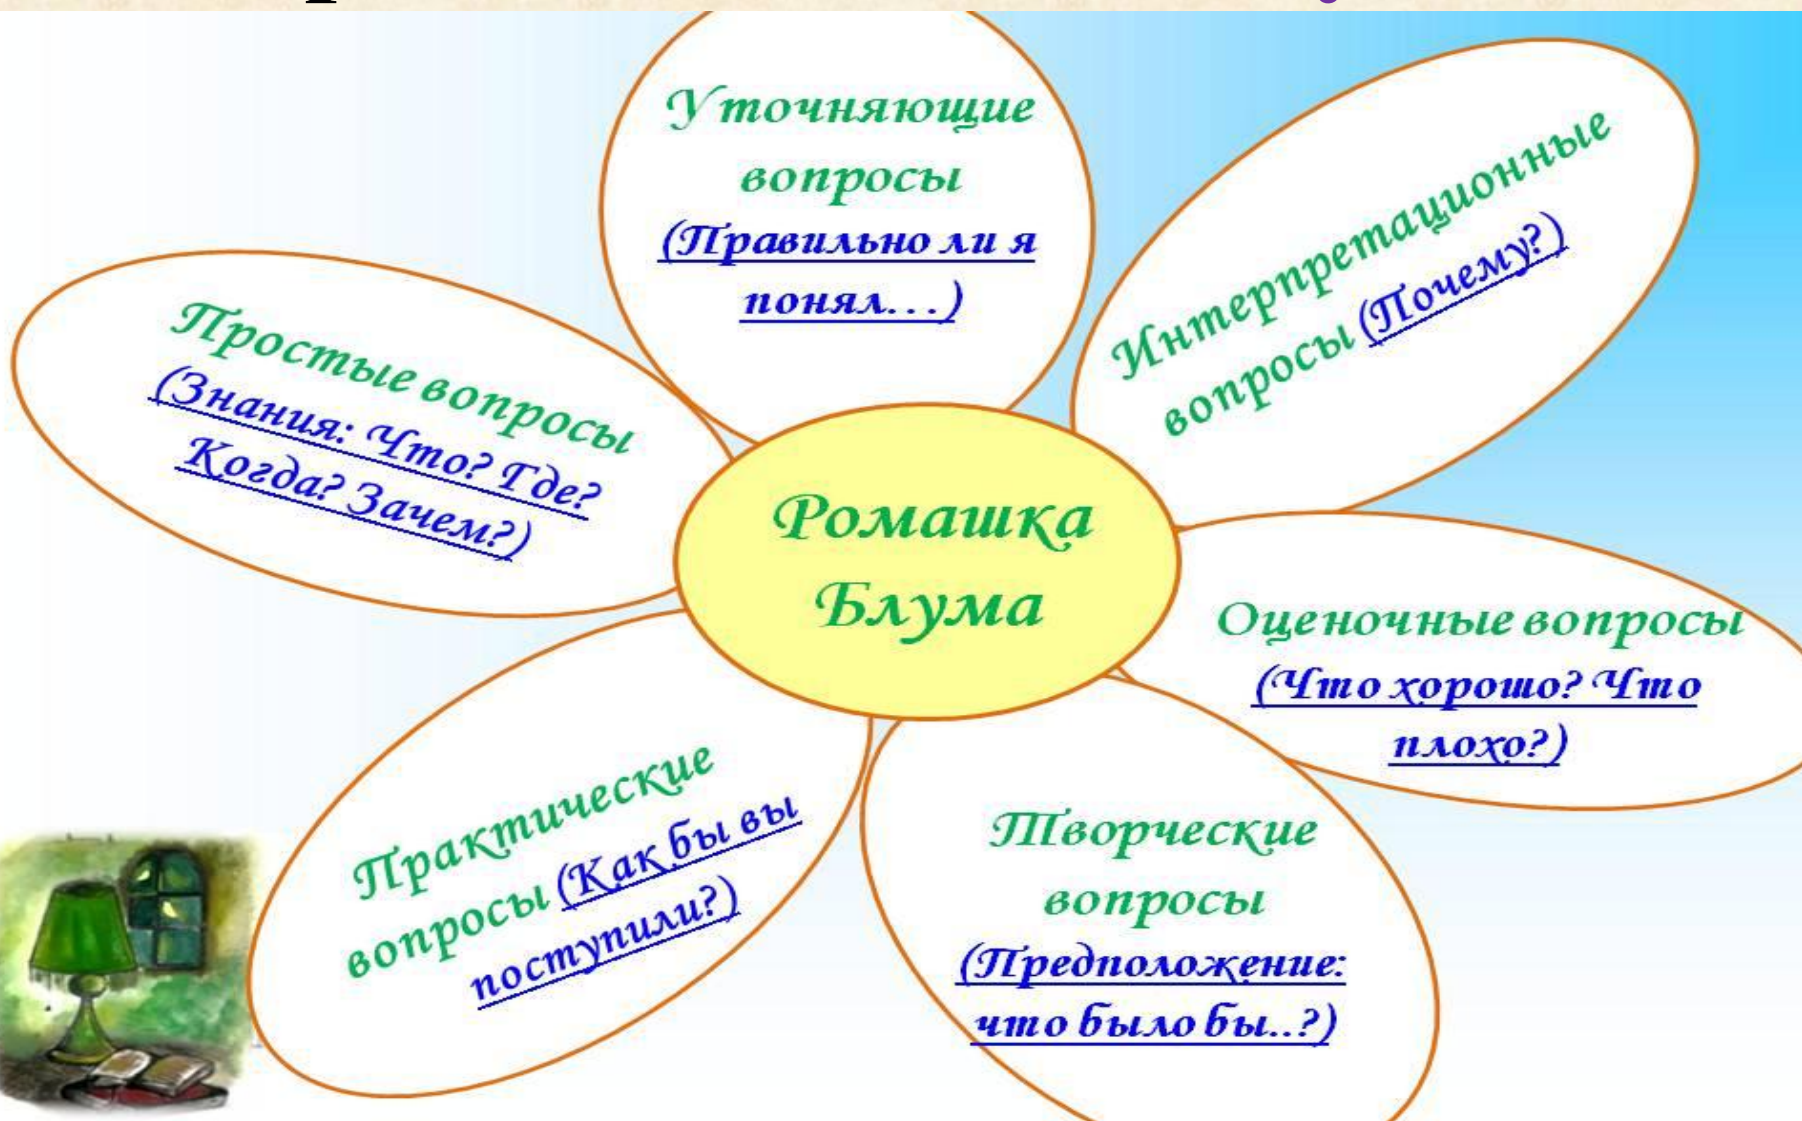 Уточняющие
вопросы
(Правильно ли я
понял...)
Интерпретационные
вопросы (Почему?)
Простые вопросы
(Знания: Что? Где?
Когда? Зачем?)
Ромашка
Блума
Оценочные вопросы
(Что хорошо? Что
плохо?)
Практические
вопросы (Как бы вы
поступили?)
Творческие
вопросы
(Предположение:
что было бы..?)